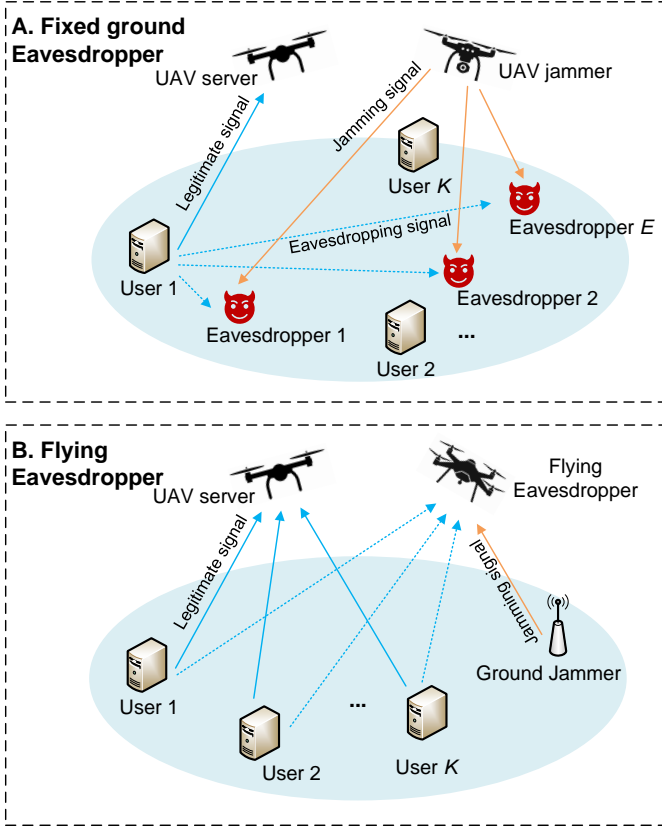 A. Fixed ground
Eavesdropper
UAV server
UAV jammer
Legitimate signal
Jamming signal
User K
Eavesdropping signal
Eavesdropper E
User 1
Eavesdropper 2
Eavesdropper 1
...
User 2
B. Flying
Eavesdropper
UAV server
Flying
Eavesdropper
Legitimate signal
Jamming signal
User 1
Ground Jammer
...
User 2
User K